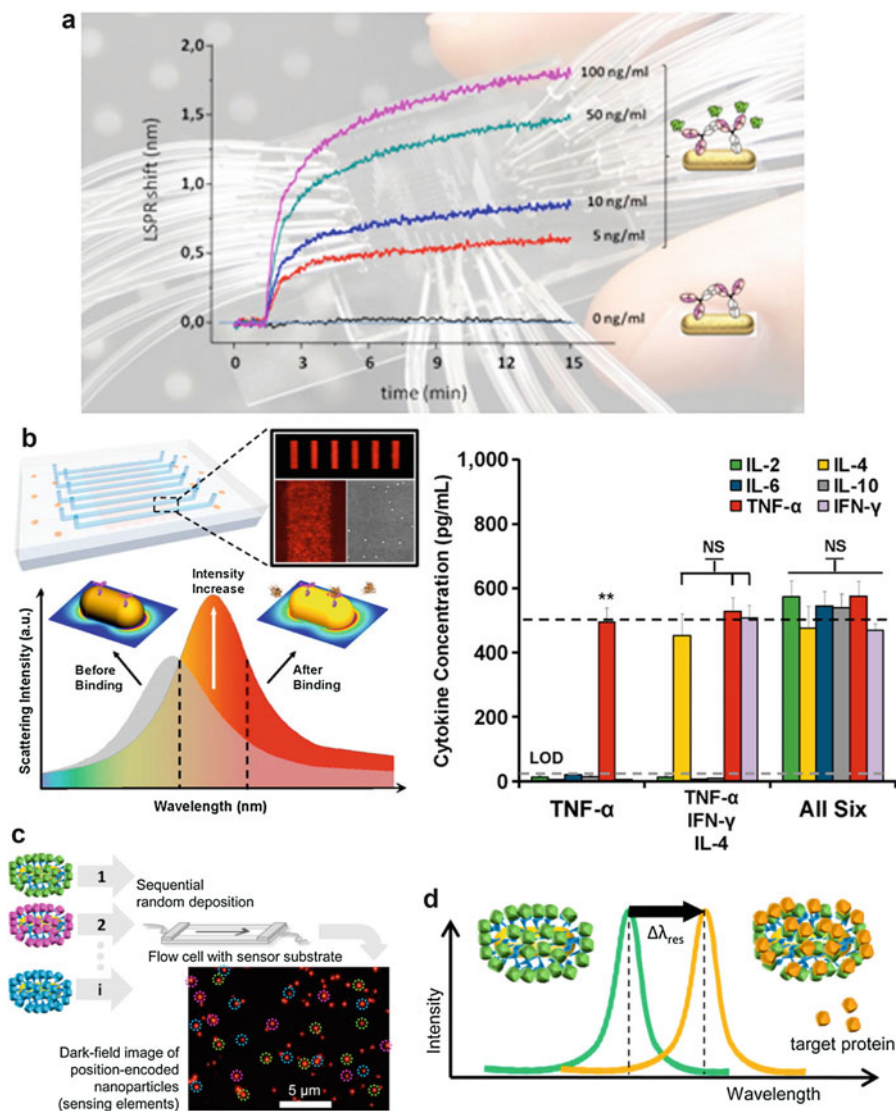 a
2,0
1,5
1,0
0,5
0,0
LSPR shift (nm)
100 ng/ml
50 ng/ml
10 ng/ml
5 ng/ml
0 ng/ml
0
3
6
9
12
15
time (min)
b
Intensity
Increase
Before
Binding
After
Binding
Scattering Intensity (a.u.)
Wavelength (nm)
Cytokine Concentration (pg/mL)
1,000
800
600
400
200
0
IL-2
IL-4
IL-6
IL-10
TNF-α
IFN-γ
NS
NS
**
LOD
TNF-α
TNF-α
IFN-γ
IL-4
All Six
c
1
2
i
Sequential
random deposition
Flow cell with sensor substrate
Dark-field image of
position-encoded
nanoparticles
(sensing elements)
5 µm
d
Δλres
Intensity
target protein
Wavelength